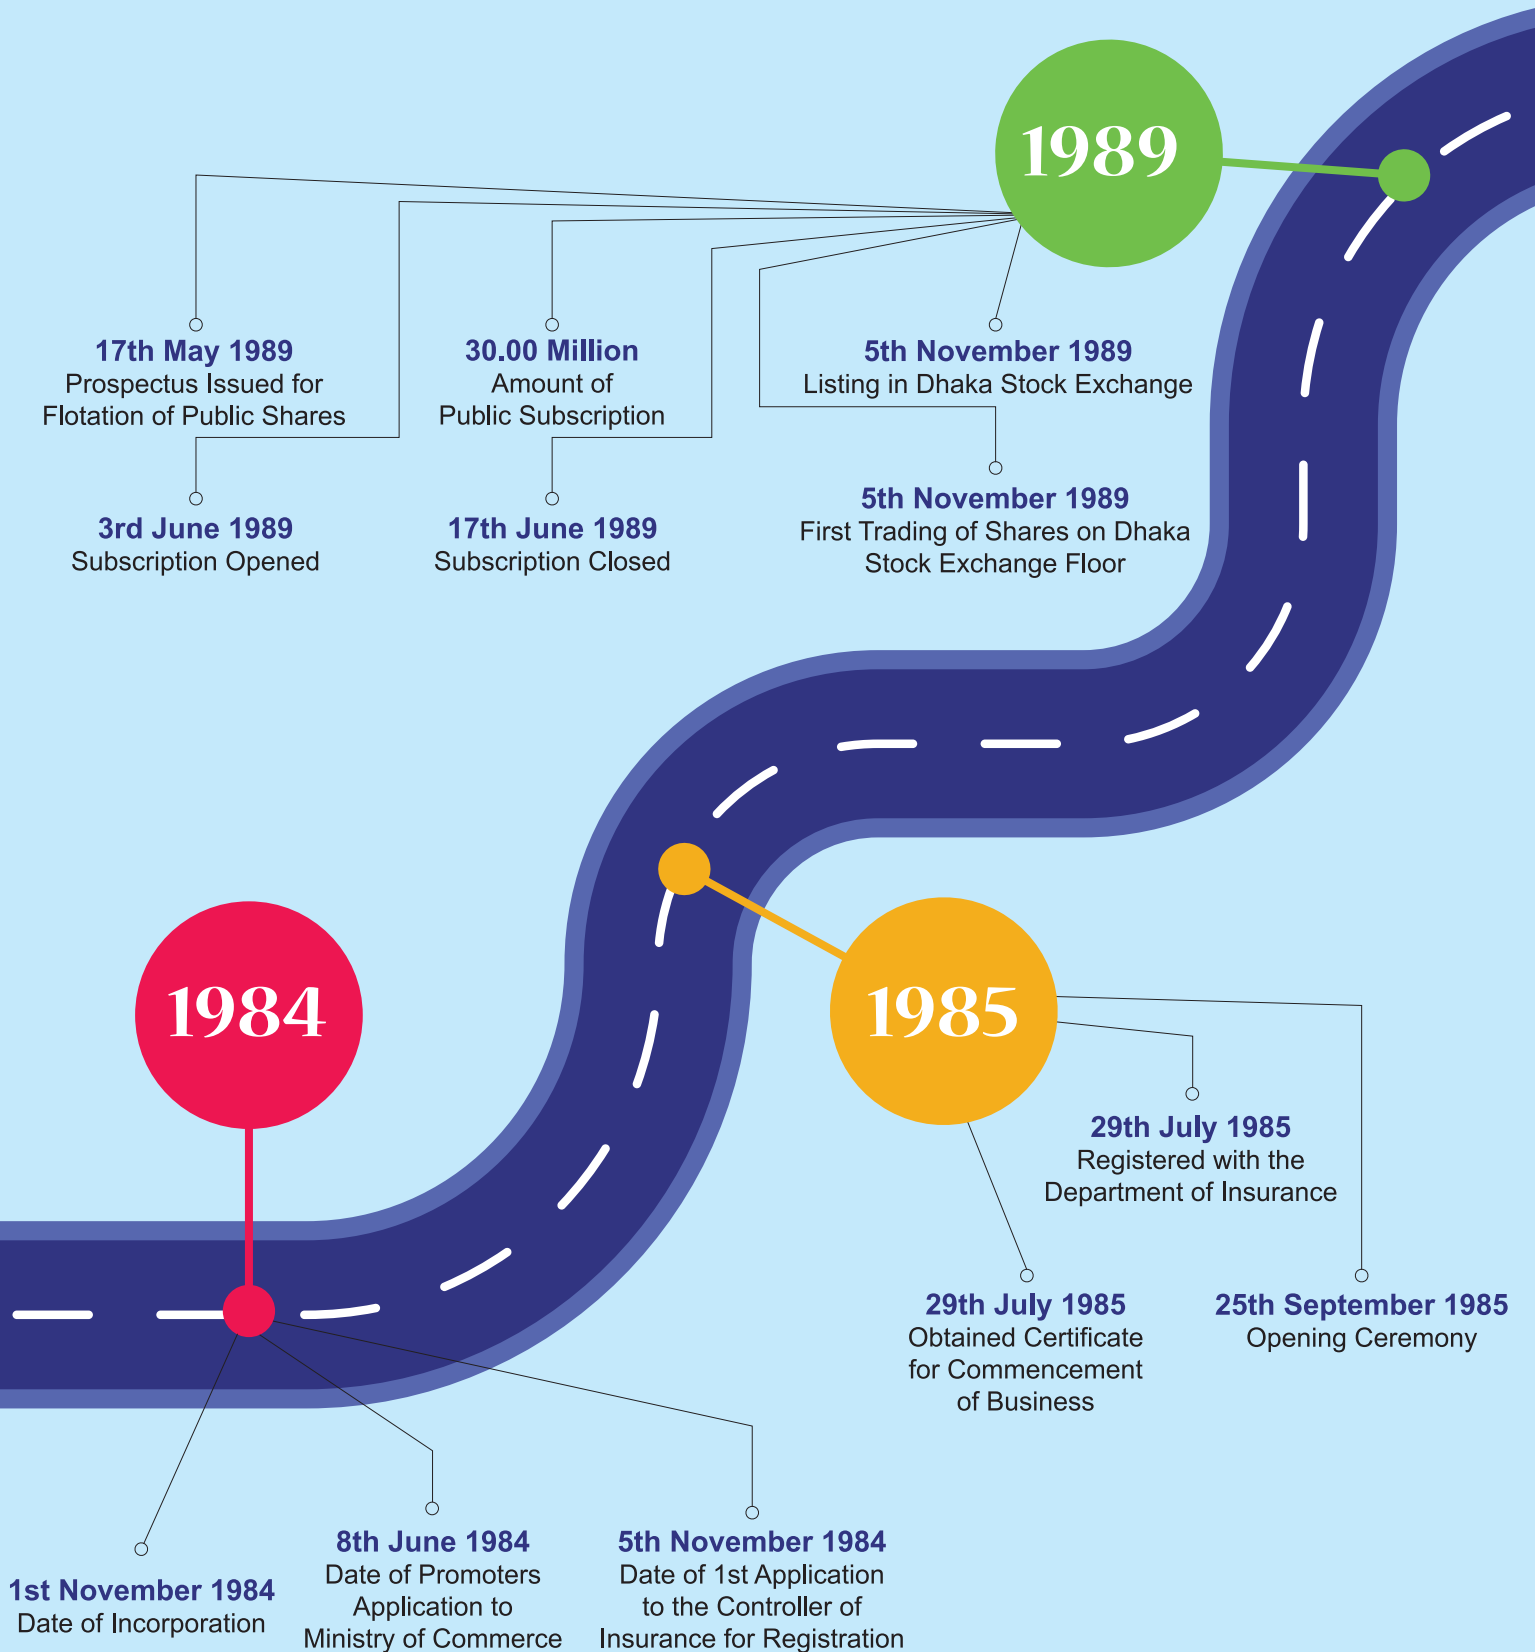 1989
17th May 1989
Prospectus Issued for
Flotation of Public Shares
30.00 Million
Amount of
Public Subscription
5th November 1989
Listing in Dhaka Stock Exchange
3rd June 1989
Subscription Opened
17th June 1989
Subscription Closed
5th November 1989
First Trading of Shares on Dhaka
Stock Exchange Floor
1984
1985
29th July 1985
Registered with the
Department of Insurance
29th July 1985
Obtained Certificate
for Commencement
of Business
25th September 1985
Opening Ceremony
1st November 1984
Date of Incorporation
8th June 1984
Date of Promoters
Application to
Ministry of Commerce
5th November 1984
Date of 1st Application
to the Controller of
Insurance for Registration